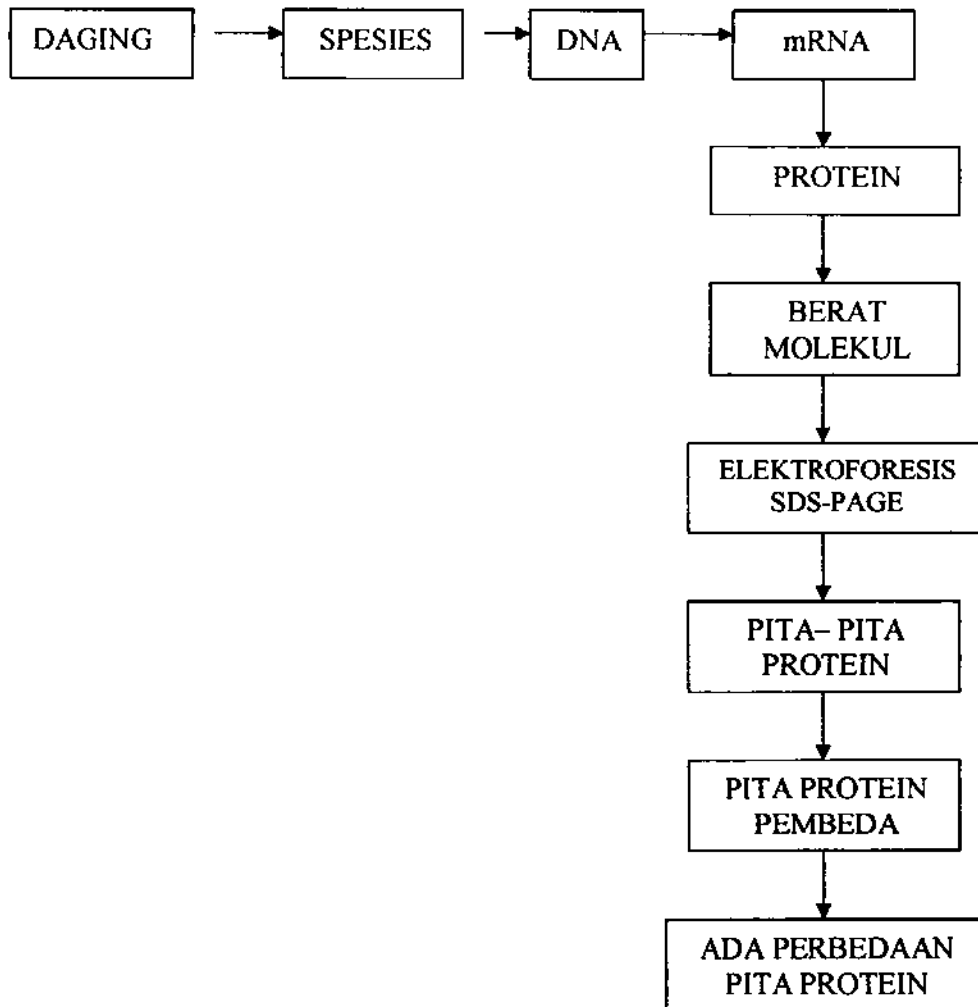 DAGING
SPESIES
DNA
mRNA
PROTEIN
BERAT
MOLEKUL
ELEKTROFORESIS
SDS-PAGE
PITA– PITA
PROTEIN
PITA PROTEIN
PEMBEDA
ADA PERBEDAAN
PITA PROTEIN